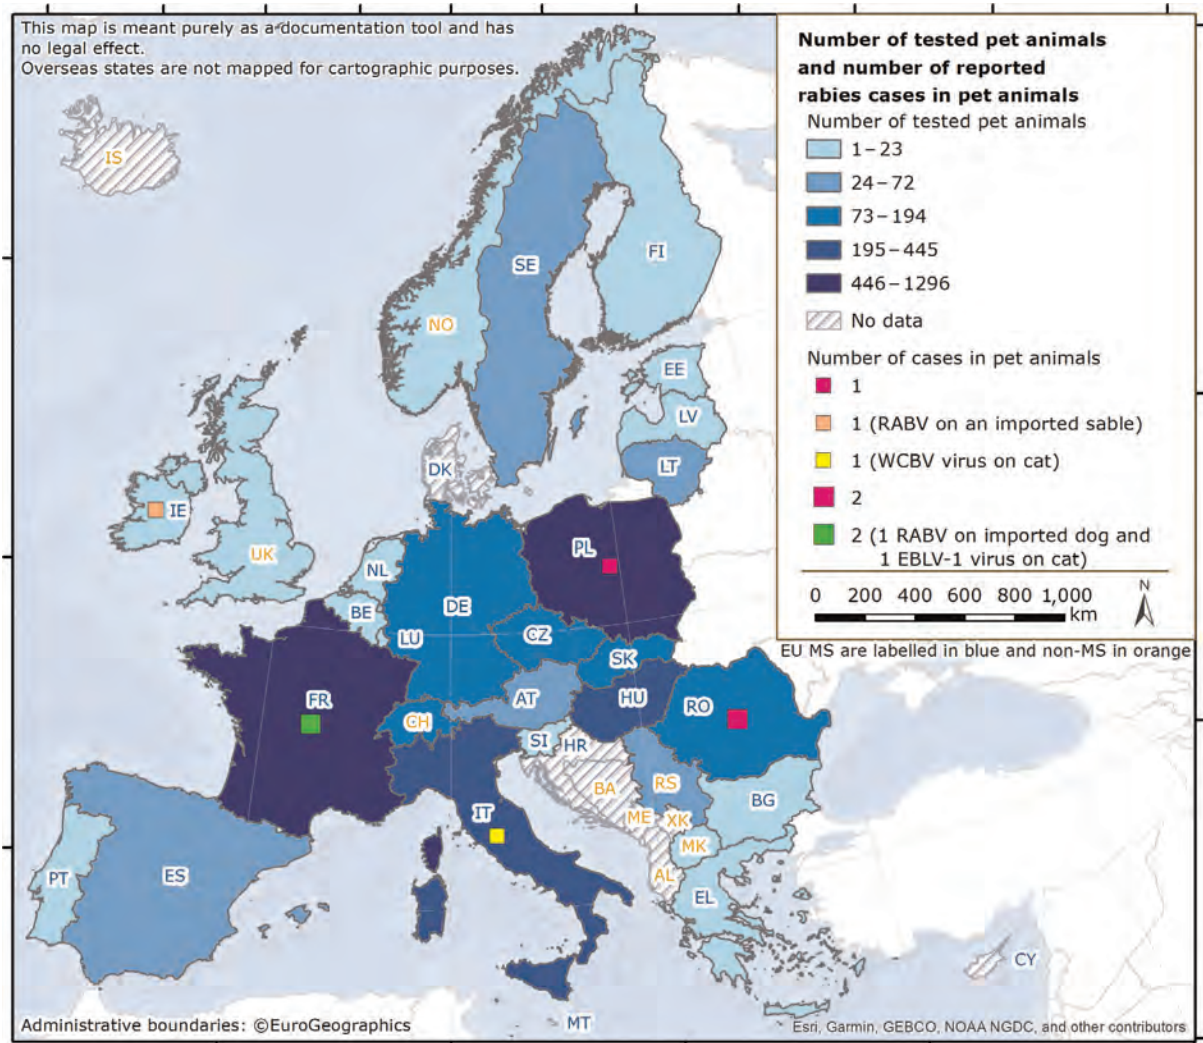 This map is meant purely as a documentation tool and has
no legal effect.
Overseas states are not mapped for cartographic purposes.
Number of tested pet animals
and number of reported
rabies cases in pet animals
Number of tested pet animals
1–23
24–72
73–194
195–445
446–1296
No data
Number of cases in pet animals
1
1 (RABV on an imported sable)
1 (WCBV virus on cat)
2
2 (1 RABV on imported dog and
1 EBLV-1 virus on cat)
0 200 400 600 800 1,000
km
N
EU MS are labelled in blue and non-MS in orange
IS
SE
FI
NO
EE
LV
LT
DK
IE
UK
NL
BE
LU
DE
PL
CZ
SK
FR
CH
AT
HU
RO
SI
HR
BA
RS
ME
XK
MK
AL
BG
IT
PT
ES
EL
CY
MT
Administrative boundaries: ©EuroGeographics
Esri, Garmin, GEBCO, NOAA NGDC, and other contributors